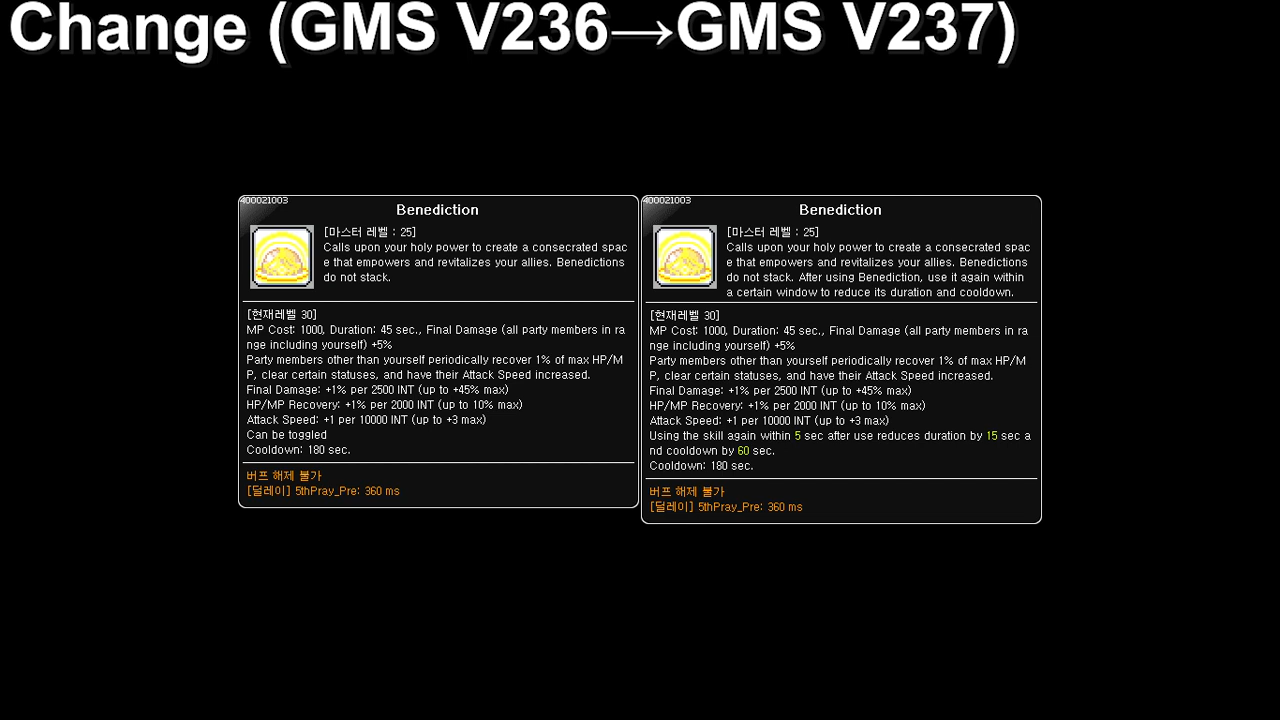 Change (GMS V236→GMS V237)
400021003
Benediction
[마스터 레벨 : 25]
Calls upon your holy power to create a consecrated spac
e that empowers and revitalizes your allies. Benedictions
do not stack.
[현재레벨 30]
MP Cost: 1000, Duration: 45 sec., Final Damage (all party members in ra
nge including yourself) +5%
Party members other than yourself periodically recover 1% of max HP/M
P, clear certain statuses, and have their Attack Speed increased.
Final Damage: +1% per 2500 INT (up to +45% max)
HP/MP Recovery: +1% per 2000 INT (up to 10% max)
Attack Speed: +1 per 10000 INT (up to +3 max)
Can be toggled
Cooldown: 180 sec.
버프 해제 불가
[딜레이] 5thPray_Pre: 360 ms
400021003
Benediction
[마스터 레벨 : 25]
Calls upon your holy power to create a consecrated spac
e that empowers and revitalizes your allies. Benedictions
do not stack. After using Benediction, use it again within
a certain window to reduce its duration and cooldown.
[현재레벨 30]
MP Cost: 1000, Duration: 45 sec., Final Damage (all party members in ra
nge including yourself) +5%
Party members other than yourself periodically recover 1% of max HP/M
P, clear certain statuses, and have their Attack Speed increased.
Final Damage: +1% per 2500 INT (up to +45% max)
HP/MP Recovery: +1% per 2000 INT (up to 10% max)
Attack Speed: +1 per 10000 INT (up to +3 max)
Using the skill again within 5 sec after use reduces duration by 15 sec a
nd cooldown by 60 sec.
Cooldown: 180 sec.
버프 해제 불가
[딜레이] 5thPray_Pre: 360 ms